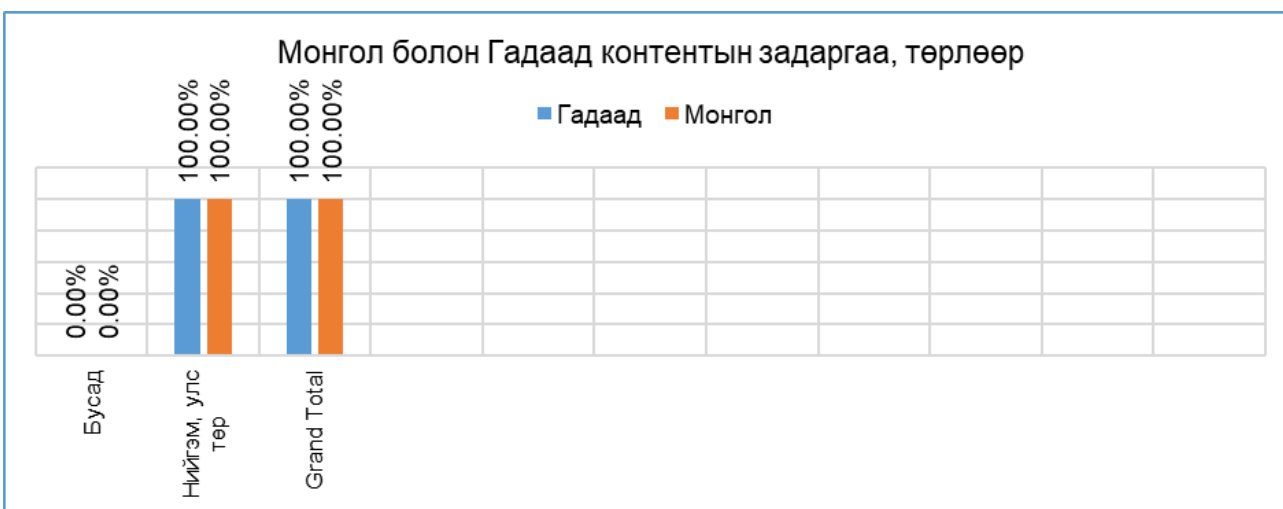 Монгол болон Гадаад контентын задаргаа, төрлөөр
Гадаад Монгол
0.00%
0.00%
100.00%
100.00%
100.00%
100.00%
Бусад
Нийгэм, улс
төр
Grand Total